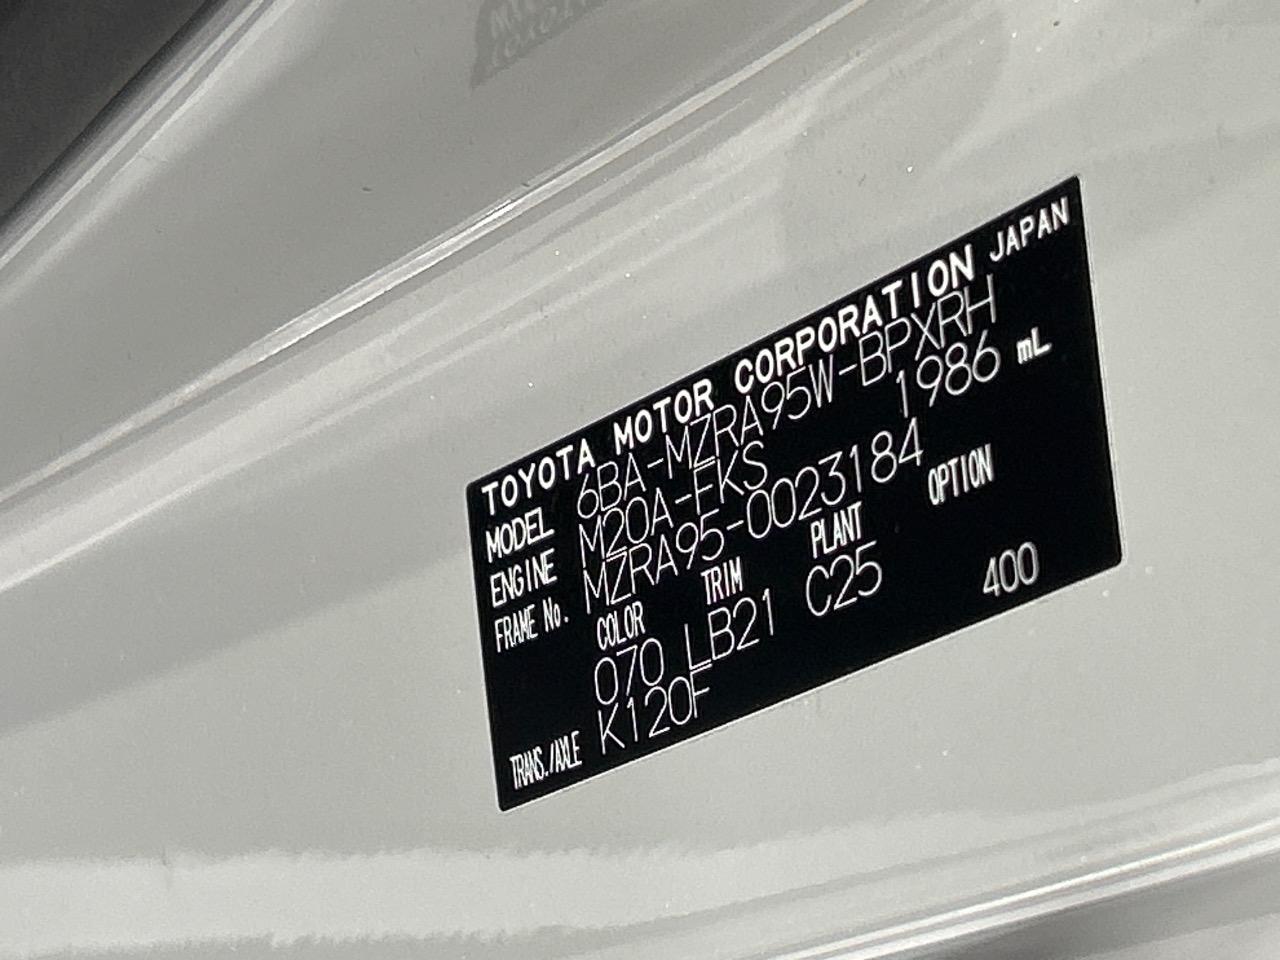 TOYOTA MOTOR CORPORATION JAPAN
MODEL 6BA-MZRA95W-BPXRH
ENGINE M20A-FKS 1986 mL
FRAME No. MZRA95-0023184
COLOR TRIM PLANT OPTION
070 LB21 C25 400
TRANS./AXLE K120F